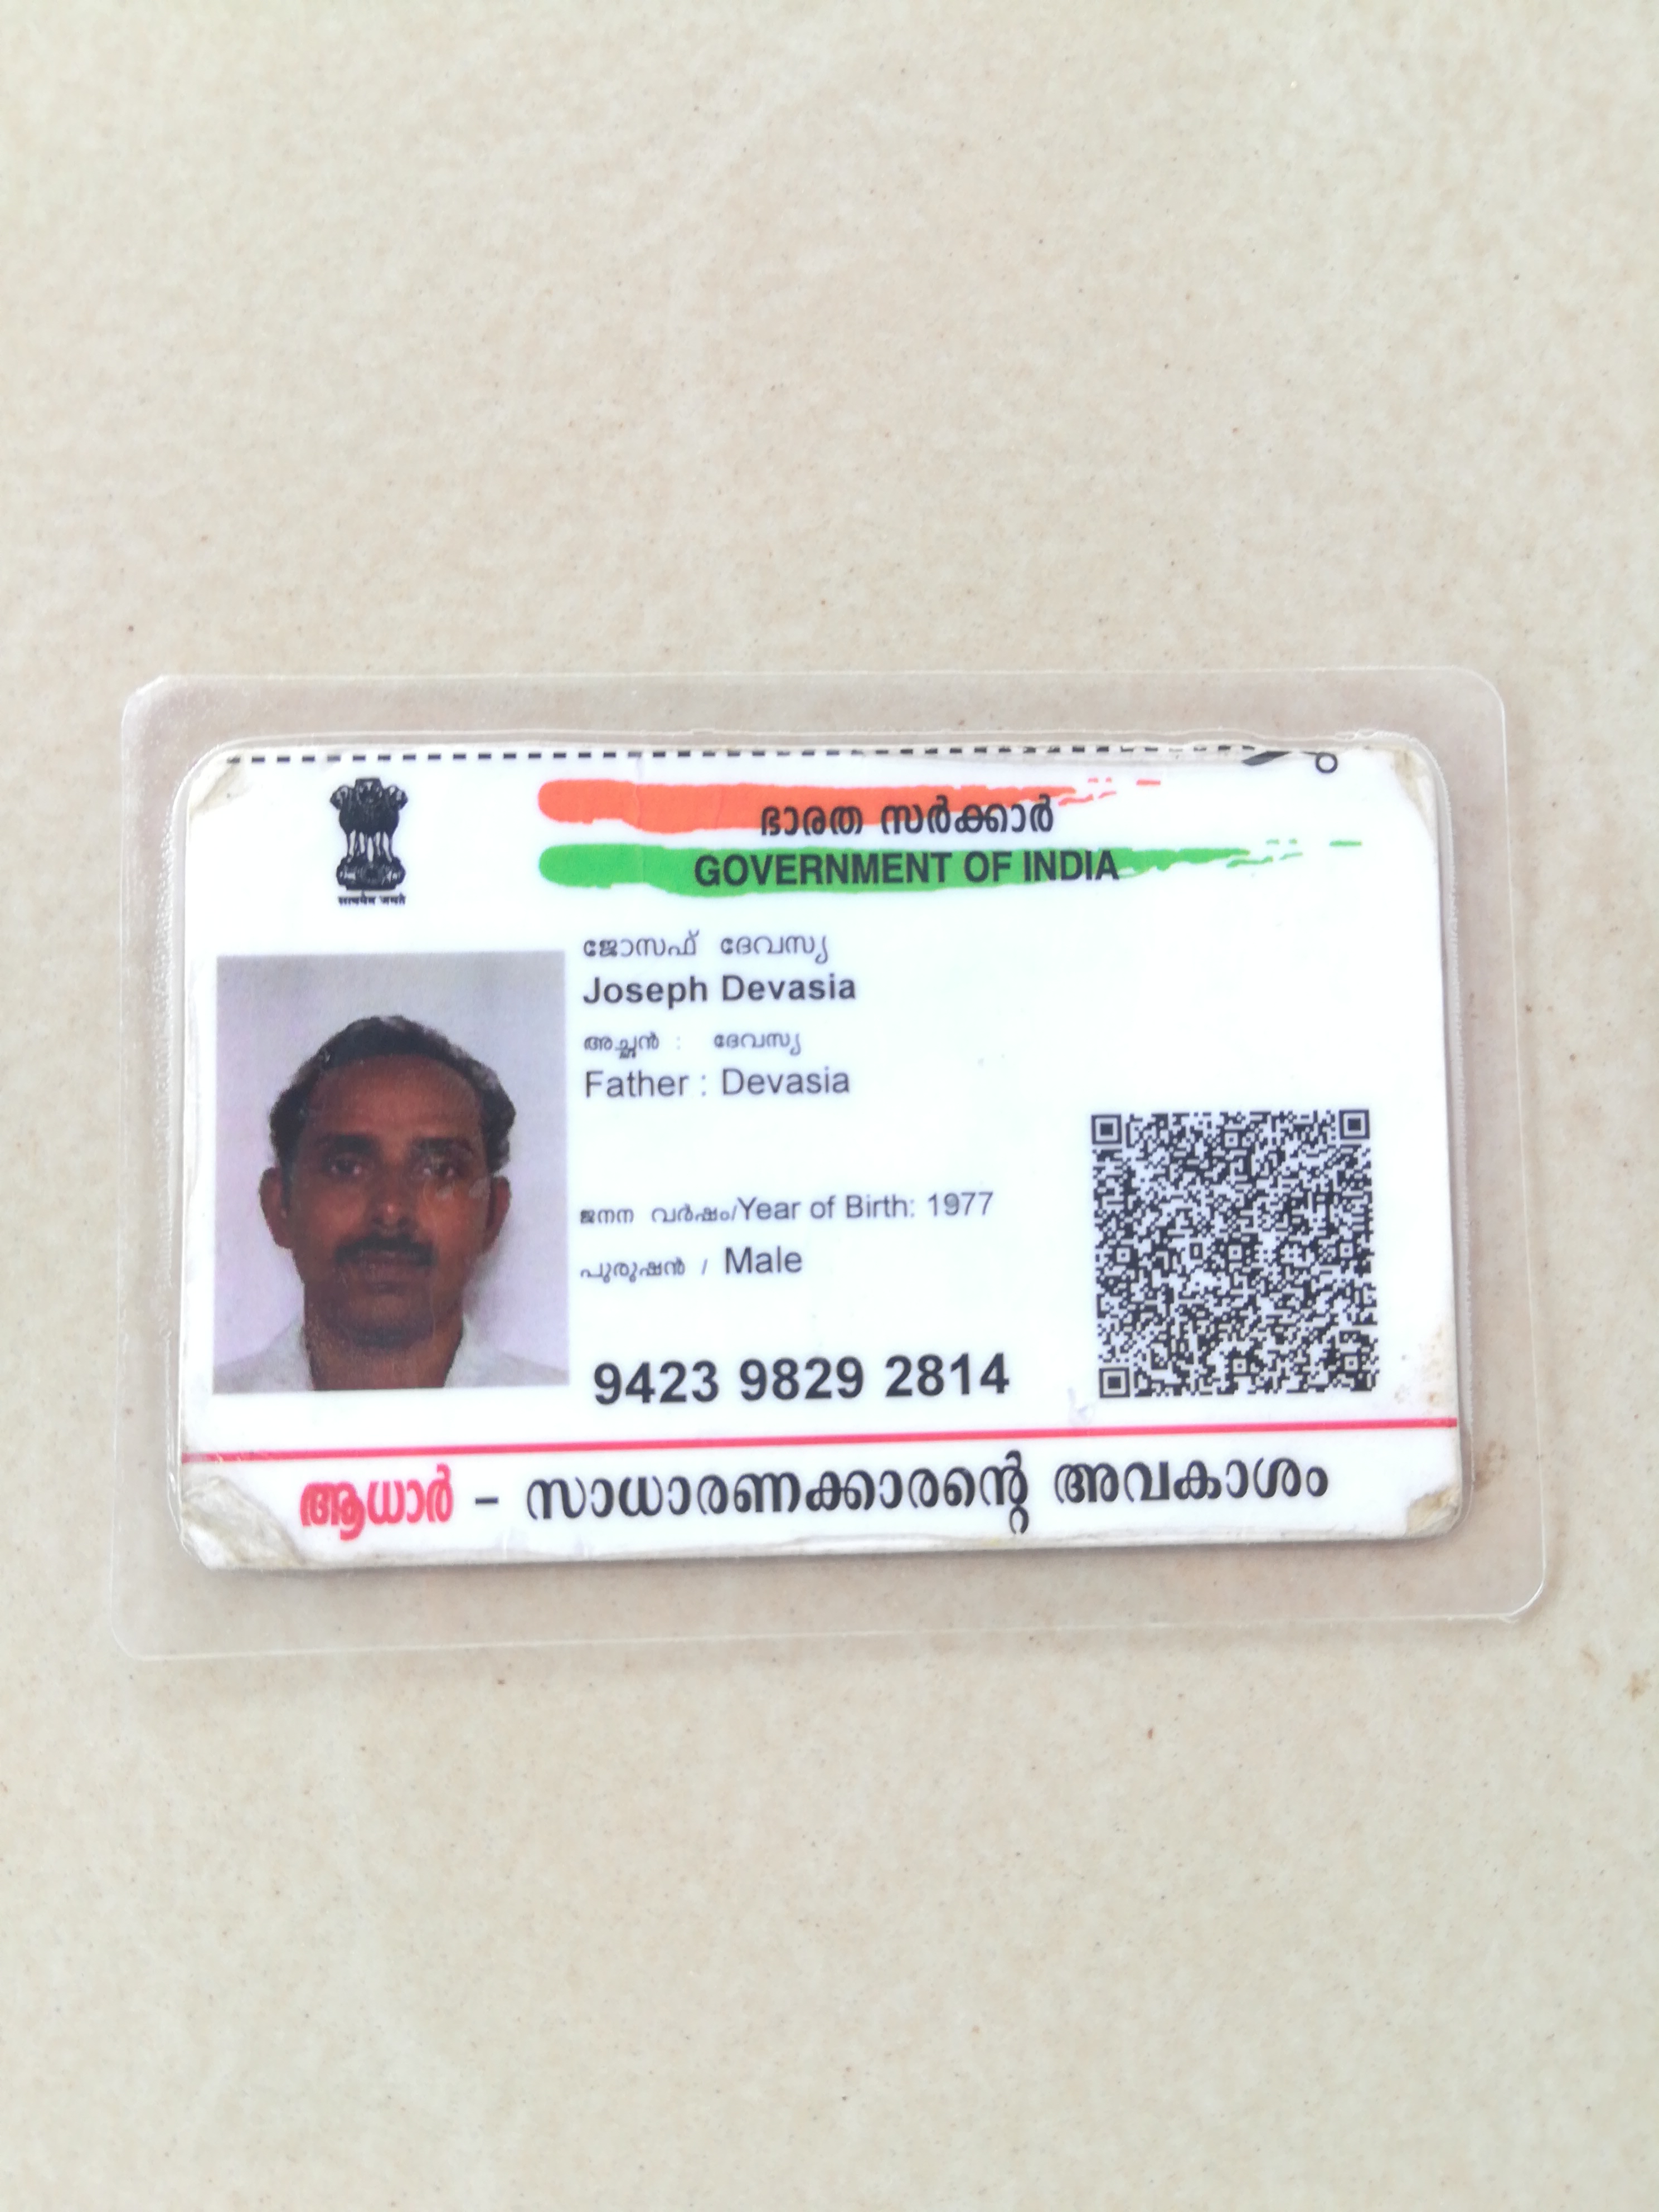 ഭാരത സർക്കാർ
GOVERNMENT OF INDIA
सत्यमेव जयते
ജോസഫ് ദേവസ്യ
Joseph Devasia
അച്ഛൻ : ദേവസ്യ
Father : Devasia
ജനന വർഷം/Year of Birth: 1977
പുരുഷൻ / Male
9423 9829 2814
ആധാർ - സാധാരണക്കാരന്റെ അവകാശം